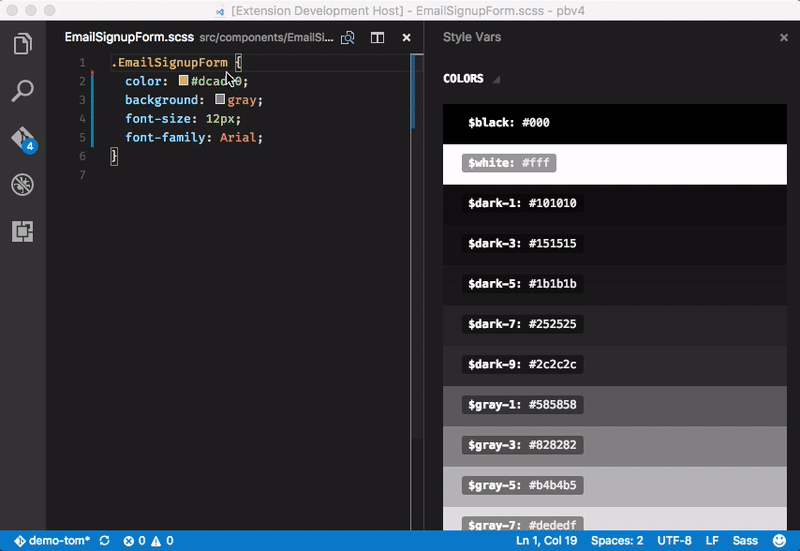 [Extension Development Host] - EmailSignupForm.scss - pbv4
EmailSignupForm.scss src/components/EmailSi...
Style Vars
1 .EmailSignupForm {
2 color: #dcad 0;
3 background: gray;
4 font-size: 12px;
5 font-family: Arial;
6 }
7
4
COLORS
$black: #000
$white: #fff
$dark-1: #101010
$dark-3: #151515
$dark-5: #1b1b1b
$dark-7: #252525
$dark-9: #2c2c2c
$gray-1: #585858
$gray-3: #828282
$gray-5: #b4b4b5
$gray-7: #dededf
demo-tom* 0 0 Ln 1, Col 19 Spaces: 2 UTF-8 LF Sass